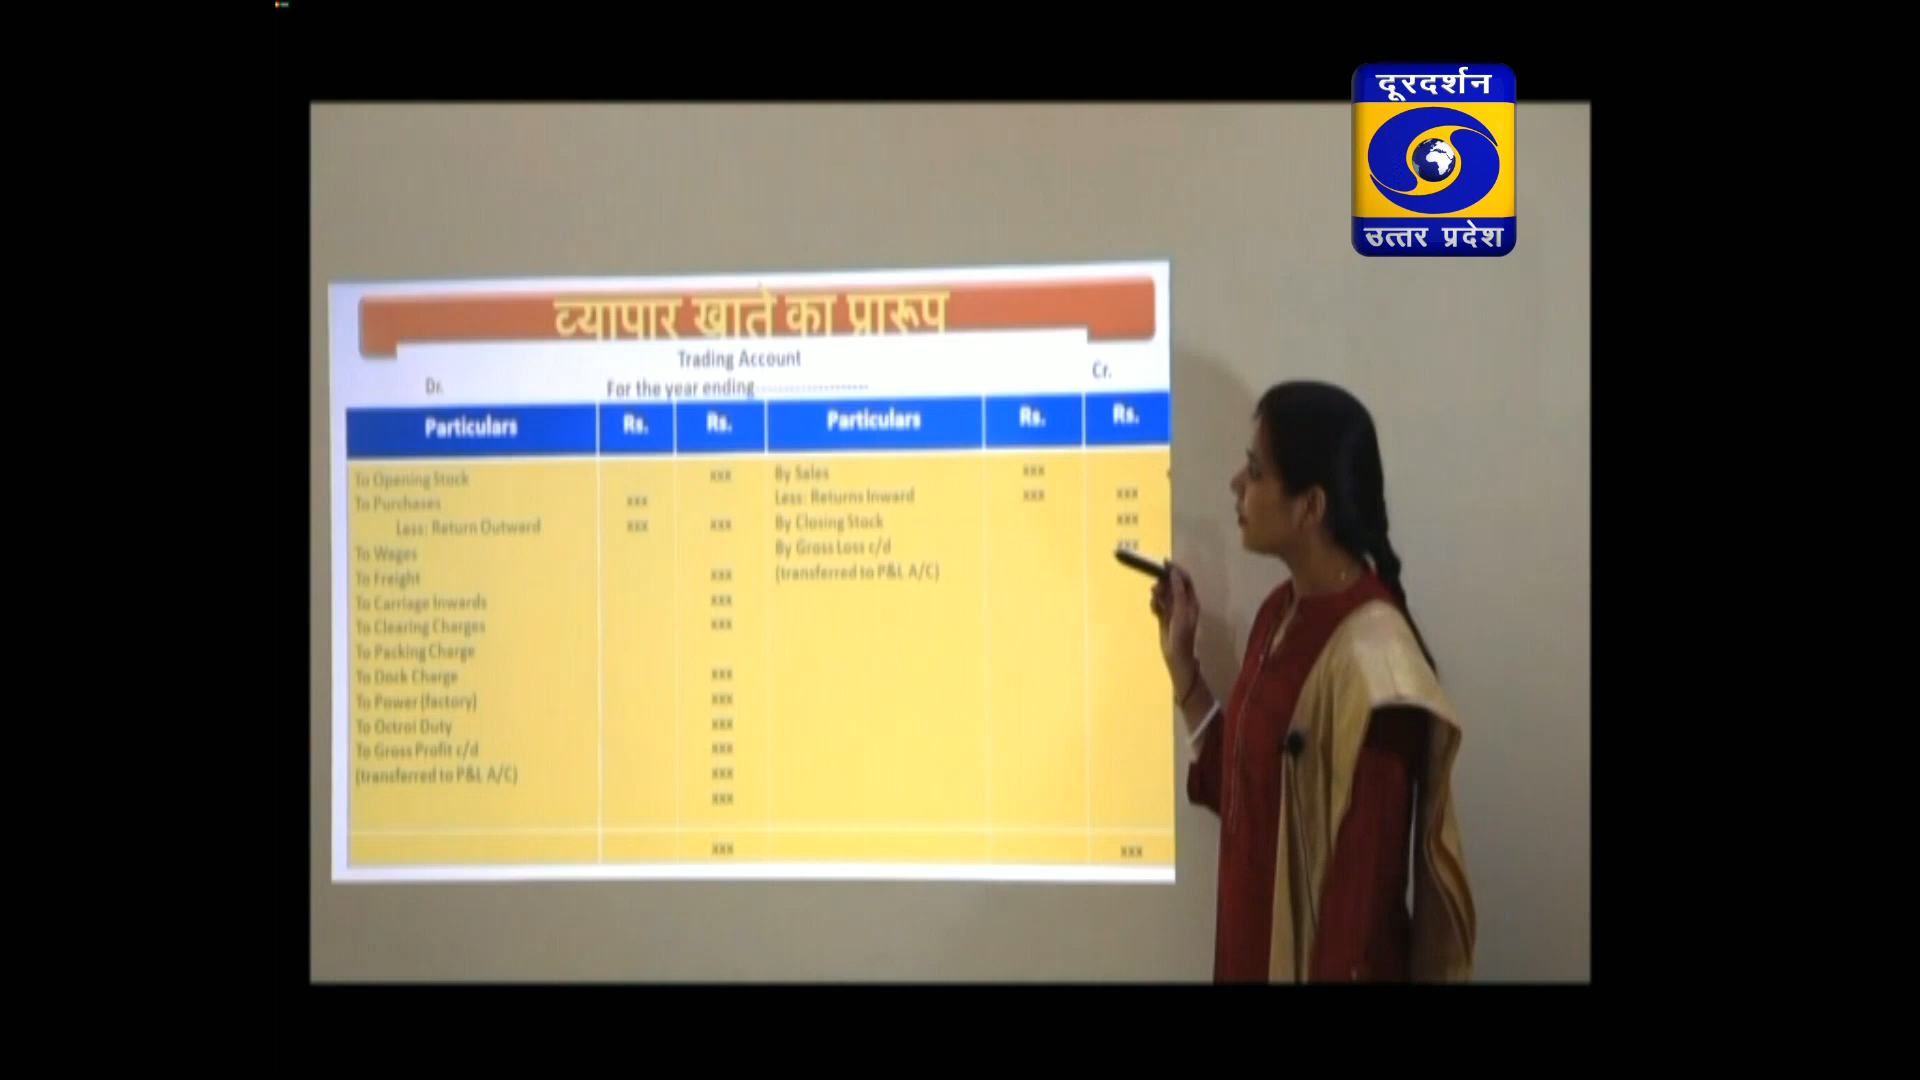 दूरदर्शन
उत्तर प्रदेश
व्यापार खाते का प्रारूप
Trading Account
Dr. For the year ending-------------------- Cr.
Particulars Rs. Rs. Particulars Rs. Rs.
To Opening Stock xxx By Sales xxx
To Purchases xxx Less: Returns Inward xxx xxx
Less: Return Outward xxx xxx By Closing Stock xxx
To Wages By Gross Loss c/d xxx
To Freight xxx (transferred to P&L A/C)
To Carriage Inwards xxx
To Clearing Charges xxx
To Packing Charge
To Dock Charge xxx
To Power (factory) xxx
To Octroi Duty xxx
To Gross Profit c/d xxx
(transferred to P&L A/C) xxx
xxx
xxx xxx